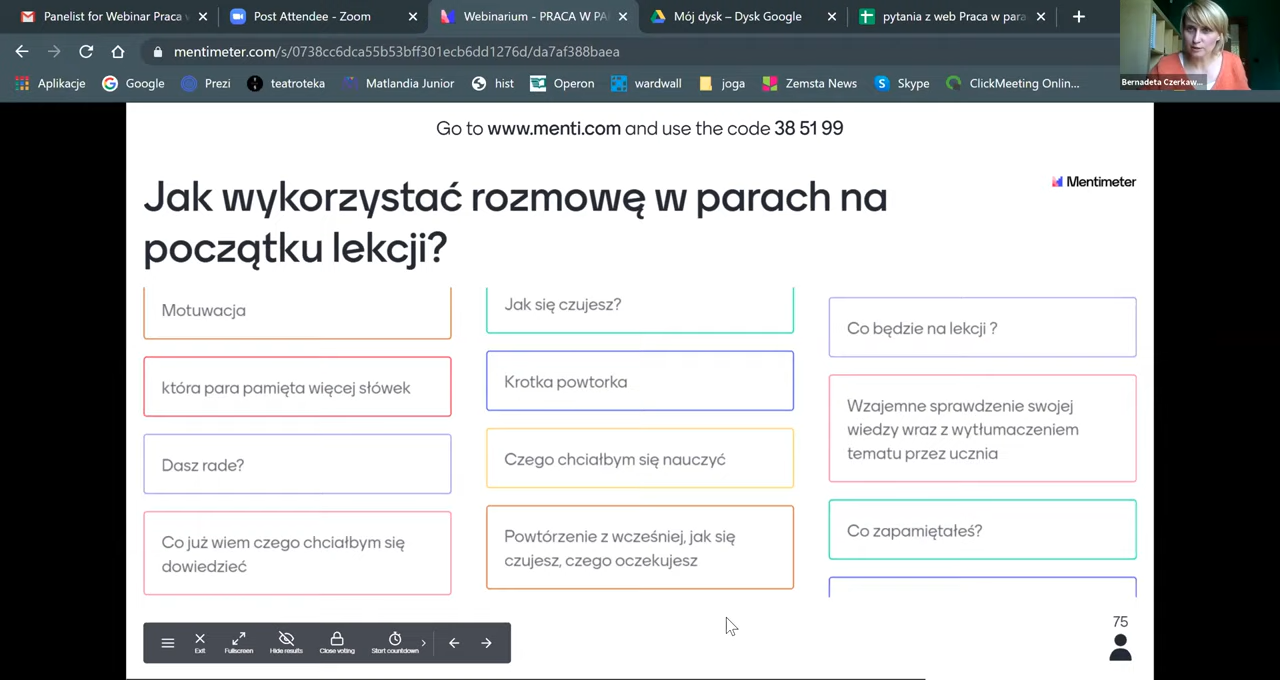 Panelist for Webinar Praca w
Post Attendee - Zoom
Webinarium - PRACA W PA
Mój dysk – Dysk Google
pytania z web Praca w para
mentimeter.com/s/0738cc6dca55b53bff301ecb6dd1276d/da7af388baea
Aplikacje
Google
Prezi
teatroteka
Matlandia Junior
hist
Operon
wardwall
joga
Zemsta News
Skype
ClickMeeting Onlin...
Bernadeta Czerkaw...
Go to www.menti.com and use the code 38 51 99
Mentimeter
Jak wykorzystać rozmowę w parach na
początku lekcji?
Motuwacja
która para pamięta więcej słówek
Dasz rade?
Co już wiem czego chciałbym się
dowiedzieć
Jak się czujesz?
Krotka powtorka
Czego chciałbym się nauczyć
Powtórzenie z wcześniej, jak się
czujesz, czego oczekujesz
Co będzie na lekcji ?
Wzajemne sprawdzenie swojej
wiedzy wraz z wytłumaczeniem
tematu przez ucznia
Co zapamiętałeś?
Exit
Fullscreen
Hide results
Close voting
Start countdown
75